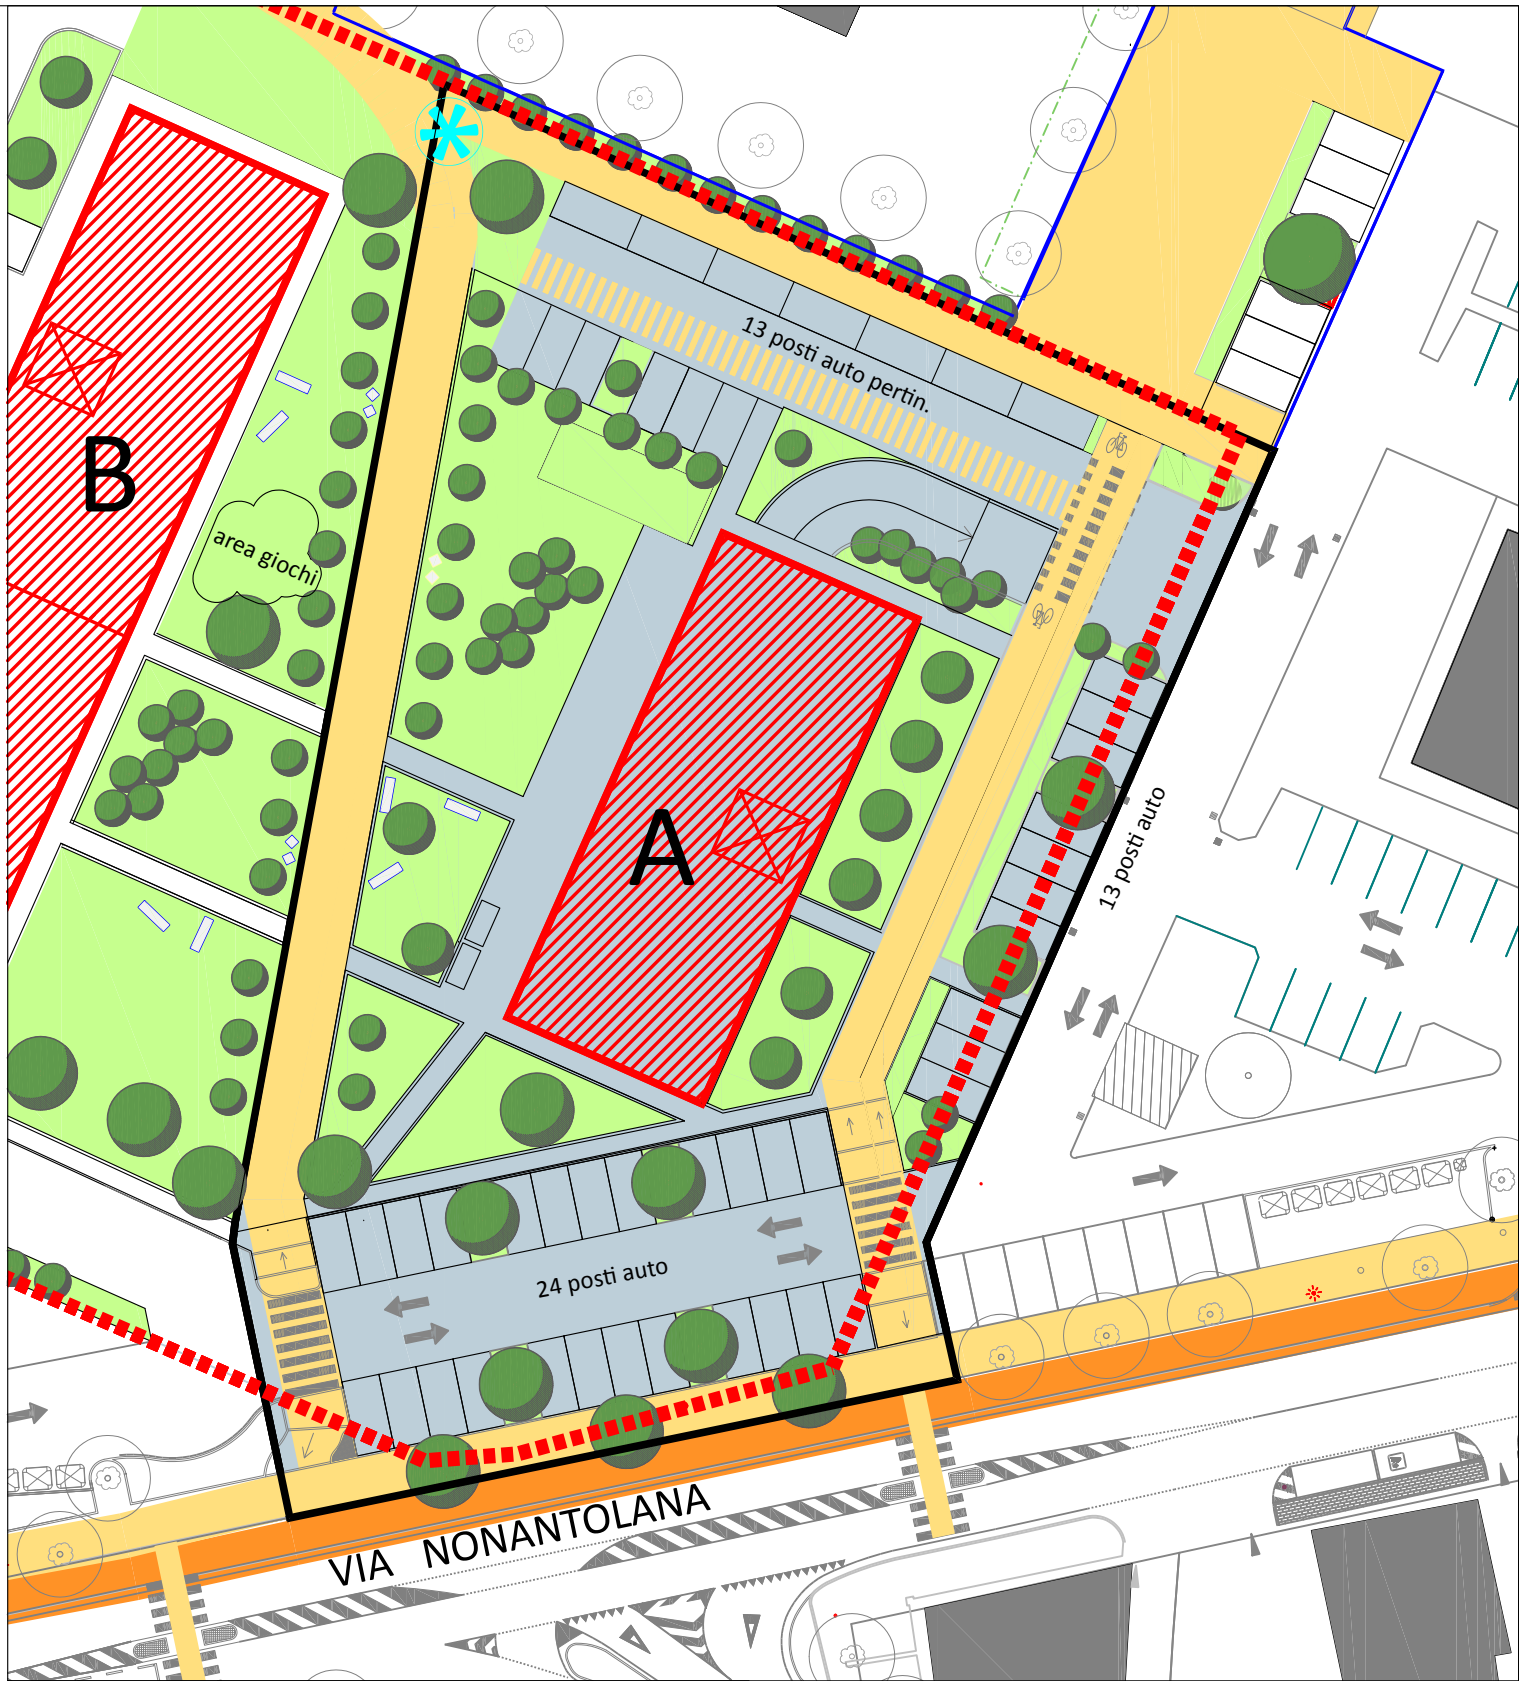 13 posti auto pertin.
B
area giochi
A
13 posti auto
24 posti auto
VIA NONANTOLANA